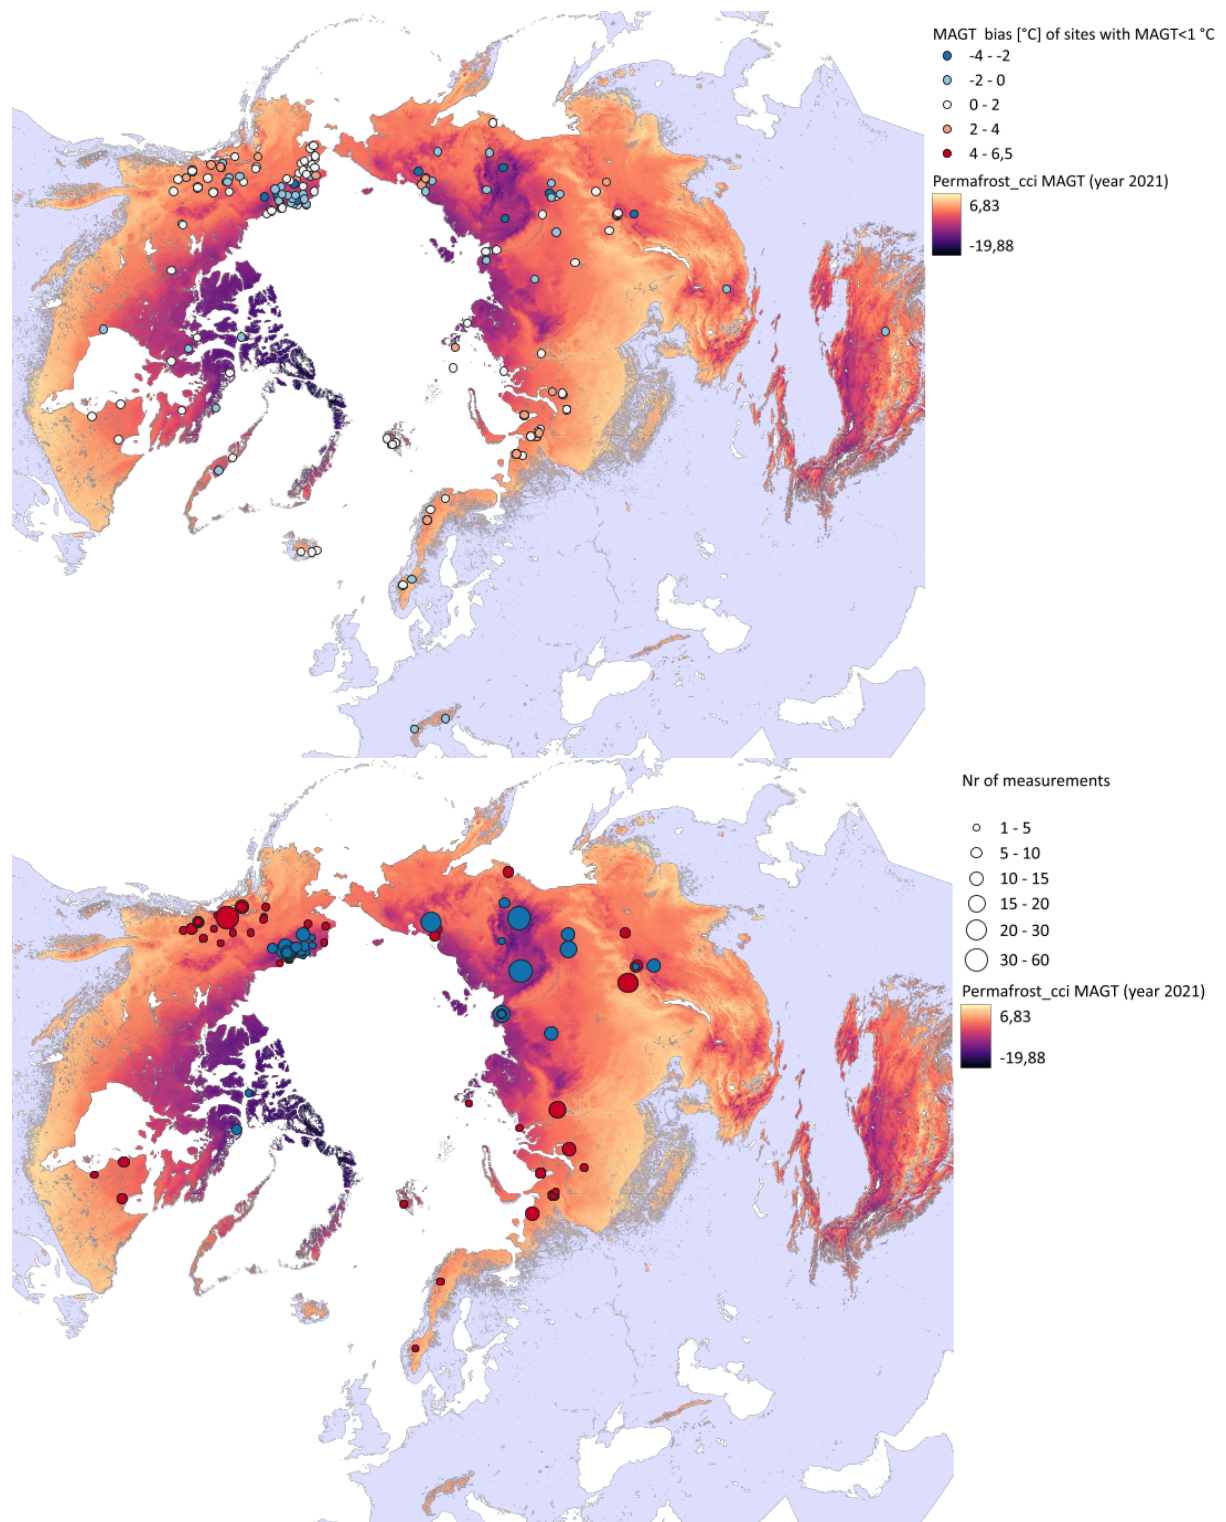 MAGT bias [°C] of sites with MAGT<1 °C
-4 - -2
-2 - 0
0 - 2
2 - 4
4 - 6,5
Permafrost_cci MAGT (year 2021)
6,83
-19,88
Nr of measurements
1 - 5
5 - 10
10 - 15
15 - 20
20 - 30
30 - 60
Permafrost_cci MAGT (year 2021)
6,83
-19,88